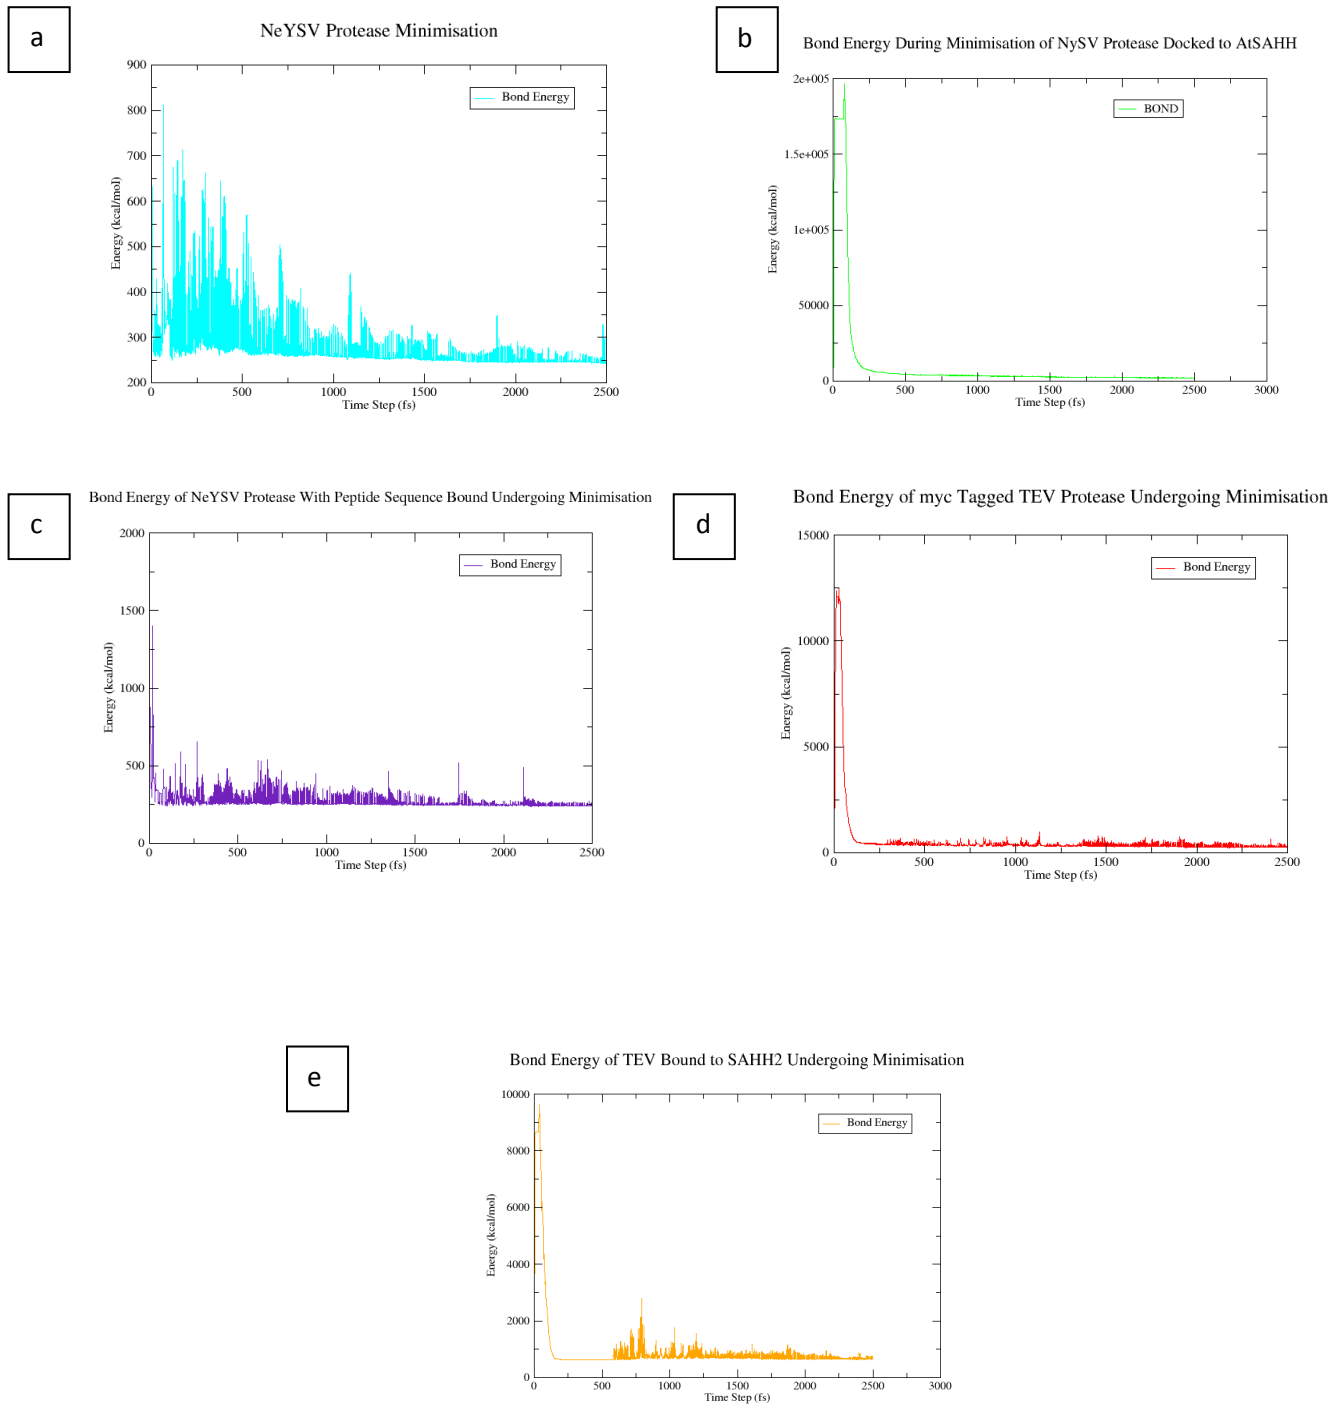 a
NeYSV Protease Minimisation
900
800
700
600
500
400
300
200
Energy (kcal/mol)
Bond Energy
0 500 1000 1500 2000 2500
Time Step (fs)
b
Bond Energy During Minimisation of NySV Protease Docked to AtSAHH
2e+005
1.5e+005
1e+005
50000
0
Energy (kcal/mol)
BOND
0 500 1000 1500 2000 2500 3000
Time Step (fs)
c
Bond Energy of NeYSV Protease With Peptide Sequence Bound Undergoing Minimisation
2000
1500
1000
500
0
Energy (kcal/mol)
Bond Energy
0 500 1000 1500 2000 2500
Time Step (fs)
d
Bond Energy of myc Tagged TEV Protease Undergoing Minimisation
15000
10000
5000
0
Energy (kcal/mol)
Bond Energy
0 500 1000 1500 2000 2500
Time Step (fs)
e
Bond Energy of TEV Bound to SAHH2 Undergoing Minimisation
10000
8000
6000
4000
2000
0
Energy (kcal/mol)
Bond Energy
0 500 1000 1500 2000 2500 3000
Time Step (fs)